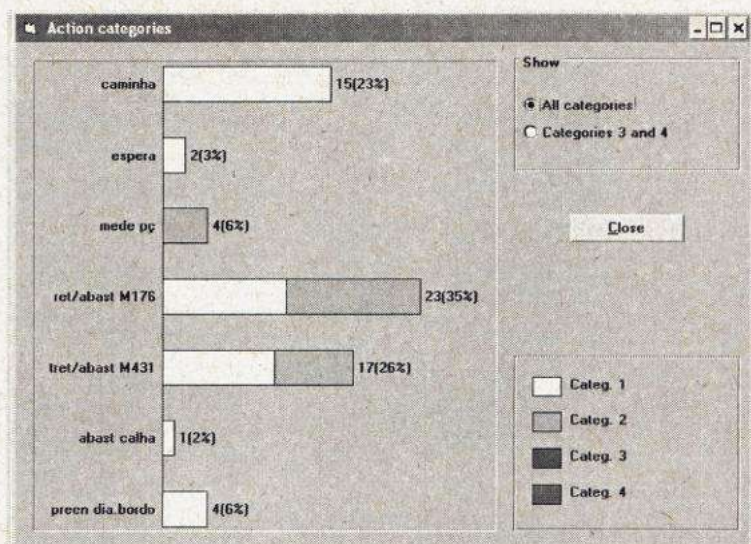 Action categories
caminha 15(23%)
espera 2(3%)
mede pç 4(6%)
ret/abast M176 23(35%)
tret/abast M431 17(26%)
abast calha 1(2%)
preen dia.bordo 4(6%)
Show
All categories
Categories 3 and 4
Close
Categ. 1
Categ. 2
Categ. 3
Categ. 4